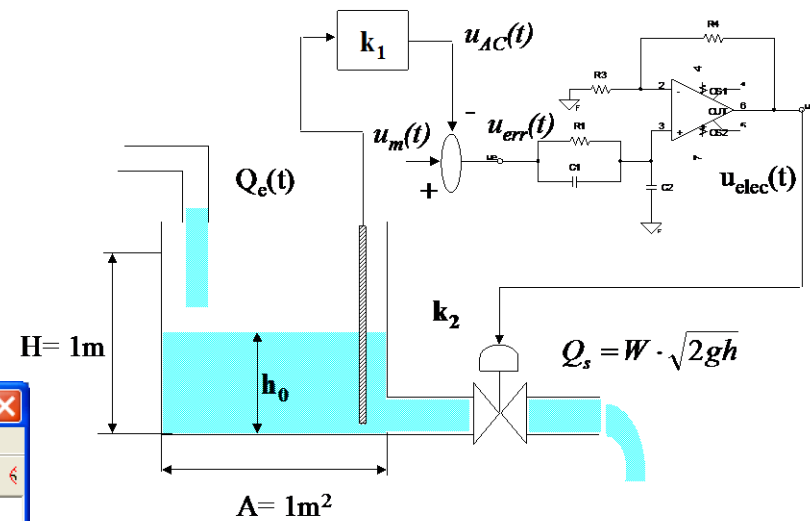 k₁
u_AC(t)
R4
R3
4
2
-
OS1
OUT
6
3
+
OS2
5
7
F
u_m(t)
-
+
u_err(t)
R1
C1
C2
F
u_elec(t)
Q_e(t)
k₂
Q_s = W · √2gh
H= 1m
h₀
A= 1m²